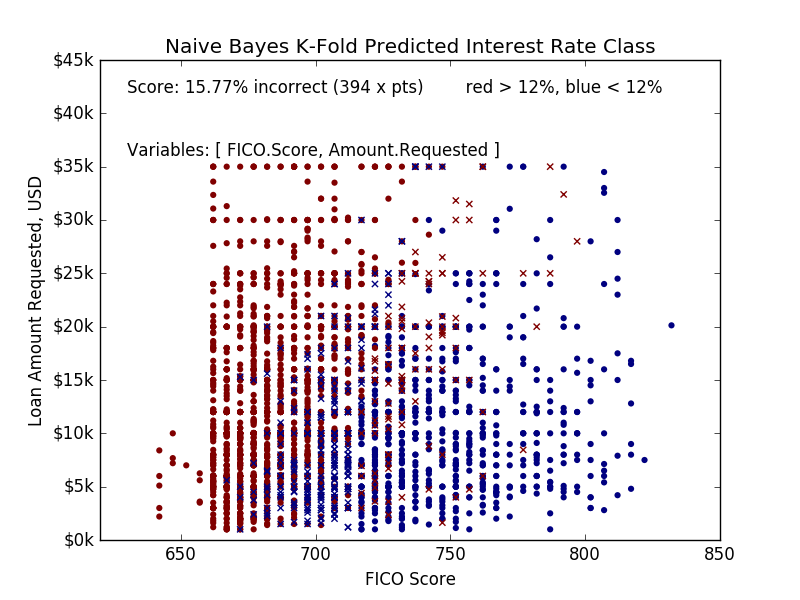 Naive Bayes K-Fold Predicted Interest Rate Class
Score: 15.77% incorrect (394 x pts)
red > 12%, blue < 12%
Variables: [ FICO.Score, Amount.Requested ]
Loan Amount Requested, USD
$45k
$40k
$35k
$30k
$25k
$20k
$15k
$10k
$5k
$0k
650
700
750
800
850
FICO Score